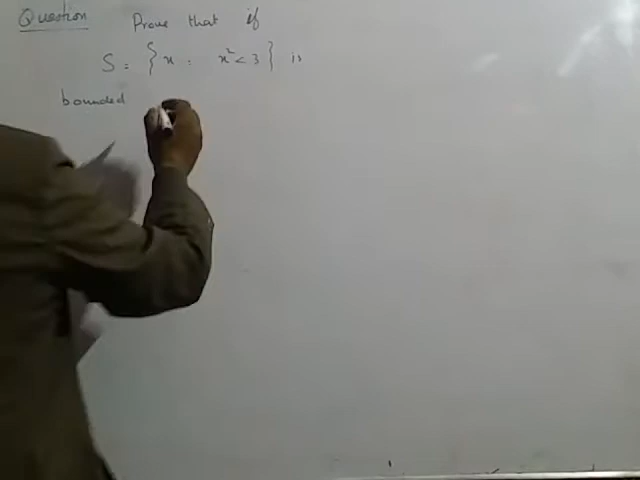 Question Prove that if
S = { x : x² < 3 } is
bounded